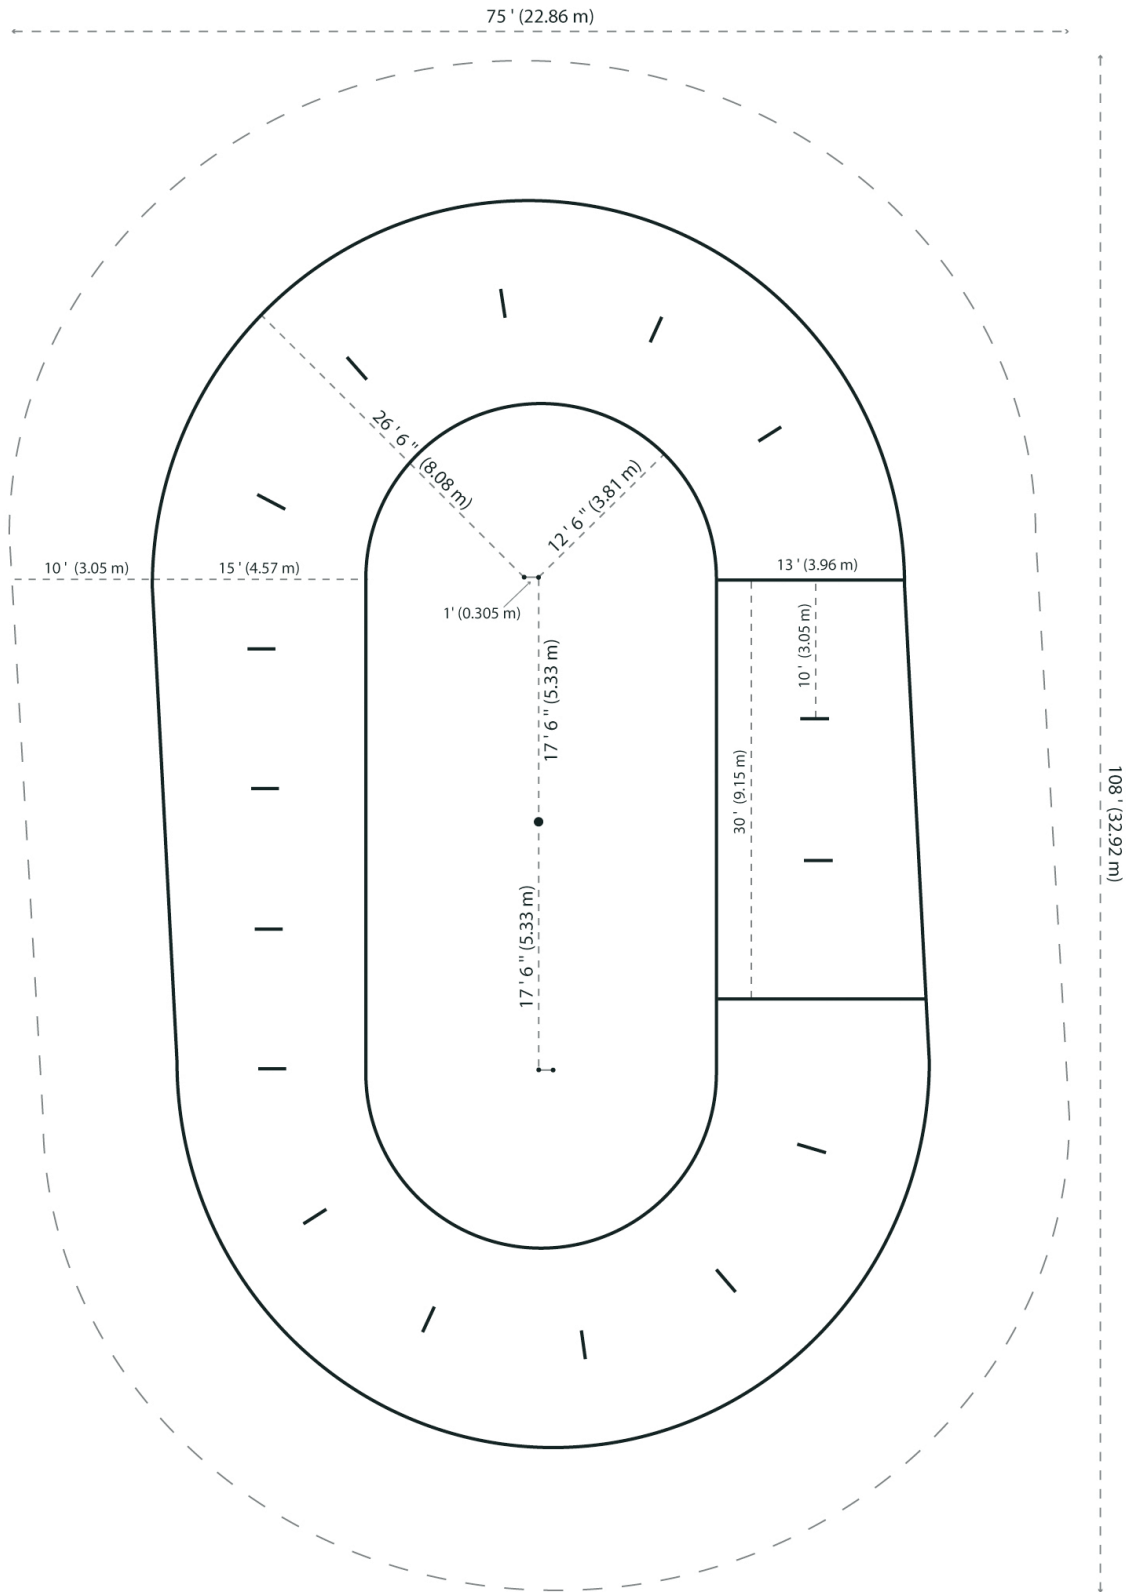 75 ' (22.86 m)
26 ' 6 " (8.08 m)
12 ' 6 " (3.81 m)
10 ' (3.05 m)
15 ' (4.57 m)
13 ' (3.96 m)
1' (0.305 m)
10 ' (3.05 m)
17 ' 6 " (5.33 m)
30 ' (9.15 m)
108 ' (32.92 m)
17 ' 6 " (5.33 m)